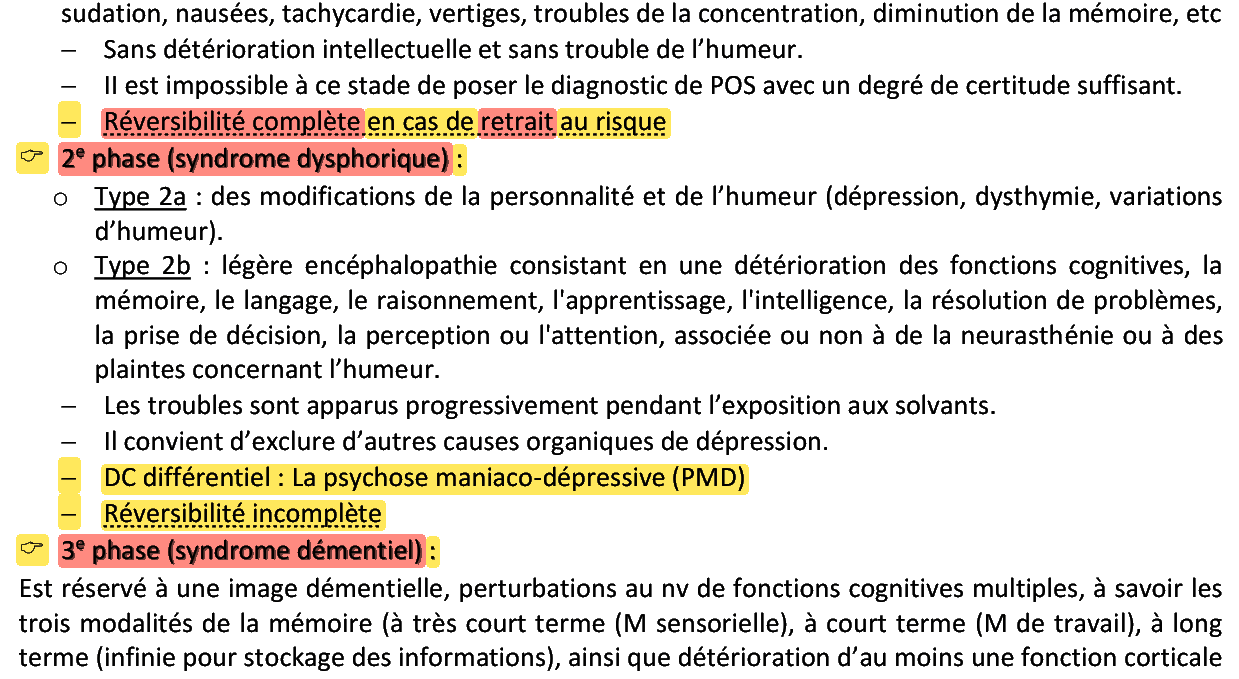 sudation, nausées, tachycardie, vertiges, troubles de la concentration, diminution de la mémoire, etc
– Sans détérioration intellectuelle et sans trouble de l’humeur.
– Il est impossible à ce stade de poser le diagnostic de POS avec un degré de certitude suffisant.
– Réversibilité complète en cas de retrait au risque
☞ 2e phase (syndrome dysphorique) :
o Type 2a : des modifications de la personnalité et de l’humeur (dépression, dysthymie, variations
d’humeur).
o Type 2b : légère encéphalopathie consistant en une détérioration des fonctions cognitives, la
mémoire, le langage, le raisonnement, l'apprentissage, l'intelligence, la résolution de problèmes,
la prise de décision, la perception ou l'attention, associée ou non à de la neurasthénie ou à des
plaintes concernant l’humeur.
– Les troubles sont apparus progressivement pendant l’exposition aux solvants.
– Il convient d’exclure d’autres causes organiques de dépression.
– DC différentiel : La psychose maniaco-dépressive (PMD)
– Réversibilité incomplète
☞ 3e phase (syndrome démentiel) :
Est réservé à une image démentielle, perturbations au nv de fonctions cognitives multiples, à savoir les
trois modalités de la mémoire (à très court terme (M sensorielle), à court terme (M de travail), à long
terme (infinie pour stockage des informations), ainsi que détérioration d’au moins une fonction corticale